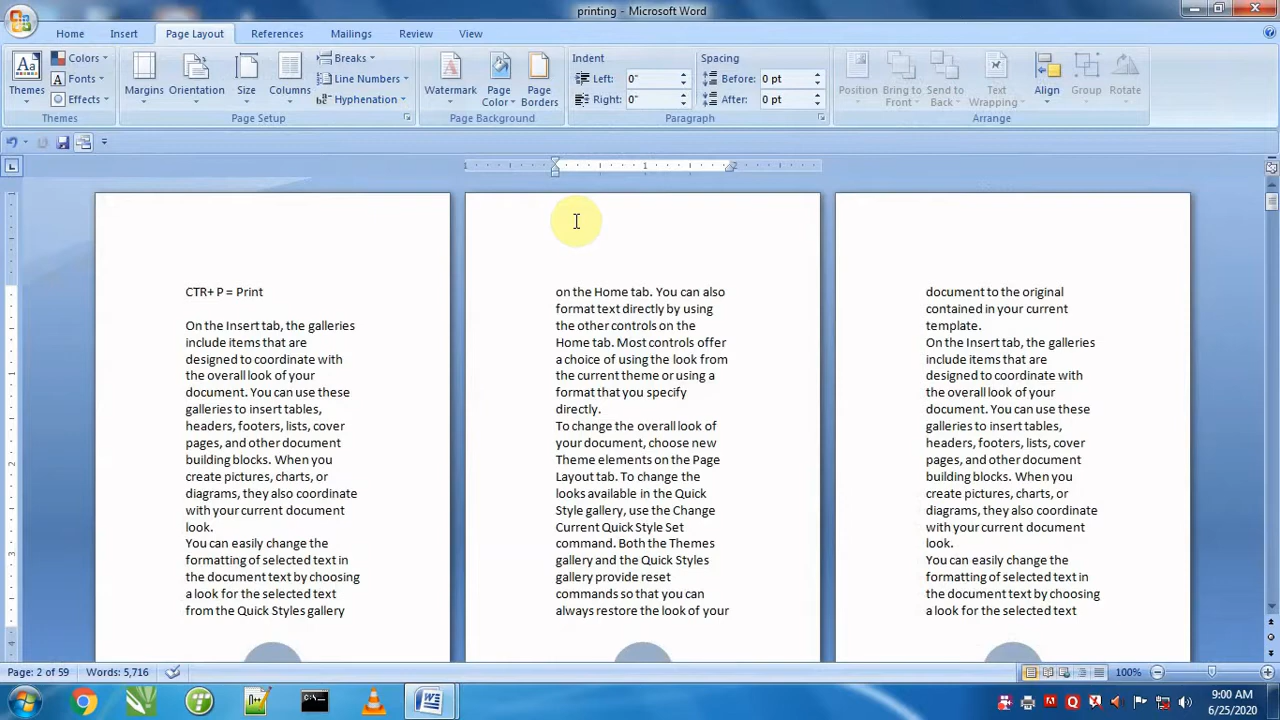 printing - Microsoft Word
Home Insert Page Layout References Mailings Review View
Themes
Colors
Fonts
Effects
Themes
Margins
Orientation
Size
Columns
Breaks
Line Numbers
Hyphenation
Page Setup
Watermark
Page Color
Page Borders
Page Background
Indent
Left: 0"
Right: 0"
Spacing
Before: 0 pt
After: 0 pt
Paragraph
Position
Bring to Front
Send to Back
Text Wrapping
Align
Group
Rotate
Arrange
CTR+ P = Print
On the Insert tab, the galleries
include items that are
designed to coordinate with
the overall look of your
document. You can use these
galleries to insert tables,
headers, footers, lists, cover
pages, and other document
building blocks. When you
create pictures, charts, or
diagrams, they also coordinate
with your current document
look.
You can easily change the
formatting of selected text in
the document text by choosing
a look for the selected text
from the Quick Styles gallery
on the Home tab. You can also
format text directly by using
the other controls on the
Home tab. Most controls offer
a choice of using the look from
the current theme or using a
format that you specify
directly.
To change the overall look of
your document, choose new
Theme elements on the Page
Layout tab. To change the
looks available in the Quick
Style gallery, use the Change
Current Quick Style Set
command. Both the Themes
gallery and the Quick Styles
gallery provide reset
commands so that you can
always restore the look of your
document to the original
contained in your current
template.
On the Insert tab, the galleries
include items that are
designed to coordinate with
the overall look of your
document. You can use these
galleries to insert tables,
headers, footers, lists, cover
pages, and other document
building blocks. When you
create pictures, charts, or
diagrams, they also coordinate
with your current document
look.
You can easily change the
formatting of selected text in
the document text by choosing
a look for the selected text
Page: 2 of 59 Words: 5,716 100%
9:00 AM
6/25/2020